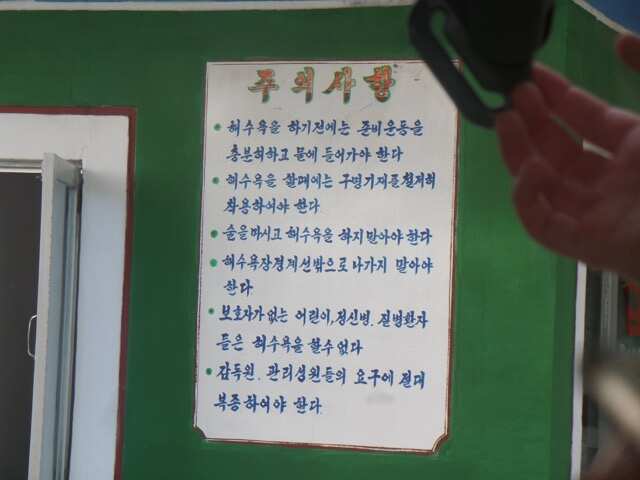 주의사항
해수욕을 하기전에는 준비운동을
충분히하고 물에 들어가야 한다
해수욕을 할때에는 구명기재를 철저히
착용하여야 한다
술을마시고 해수욕을 하지말아야 한다
해수욕장경계선밖으로 나가지 말아야
한다
보호자가 없는 어린이, 정신병. 질병환자
들은 해수욕을 할수없다
감독원. 관리성원들의 요구에 절대
복종하여야 한다